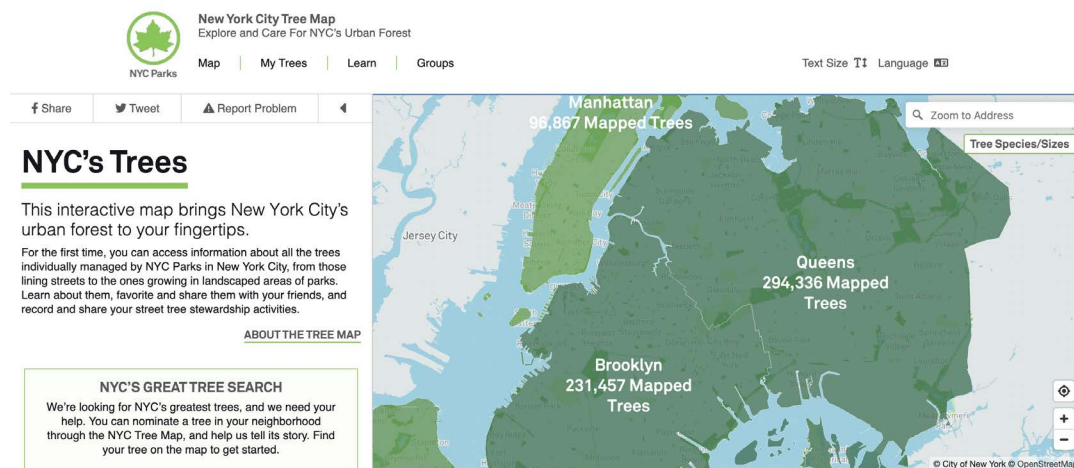 New York City Tree Map
Explore and Care For NYC's Urban Forest
NYC Parks
Map
My Trees
Learn
Groups
Text Size
Language
Share
Tweet
Report Problem
NYC's Trees
This interactive map brings New York City's
urban forest to your fingertips.
For the first time, you can access information about all the trees
individually managed by NYC Parks in New York City, from those
lining streets to the ones growing in landscaped areas of parks.
Learn about them, favorite and share them with your friends, and
record and share your street tree stewardship activities.
ABOUT THE TREE MAP
NYC'S GREAT TREE SEARCH
We're looking for NYC's greatest trees, and we need your
help. You can nominate a tree in your neighborhood
through the NYC Tree Map, and help us tell its story. Find
your tree on the map to get started.
Manhattan
96,867 Mapped Trees
Zoom to Address
Tree Species/Sizes
Jersey City
Queens
294,336 Mapped
Trees
Brooklyn
231,457 Mapped
Trees
+
−
© City of New York © OpenStreetMap